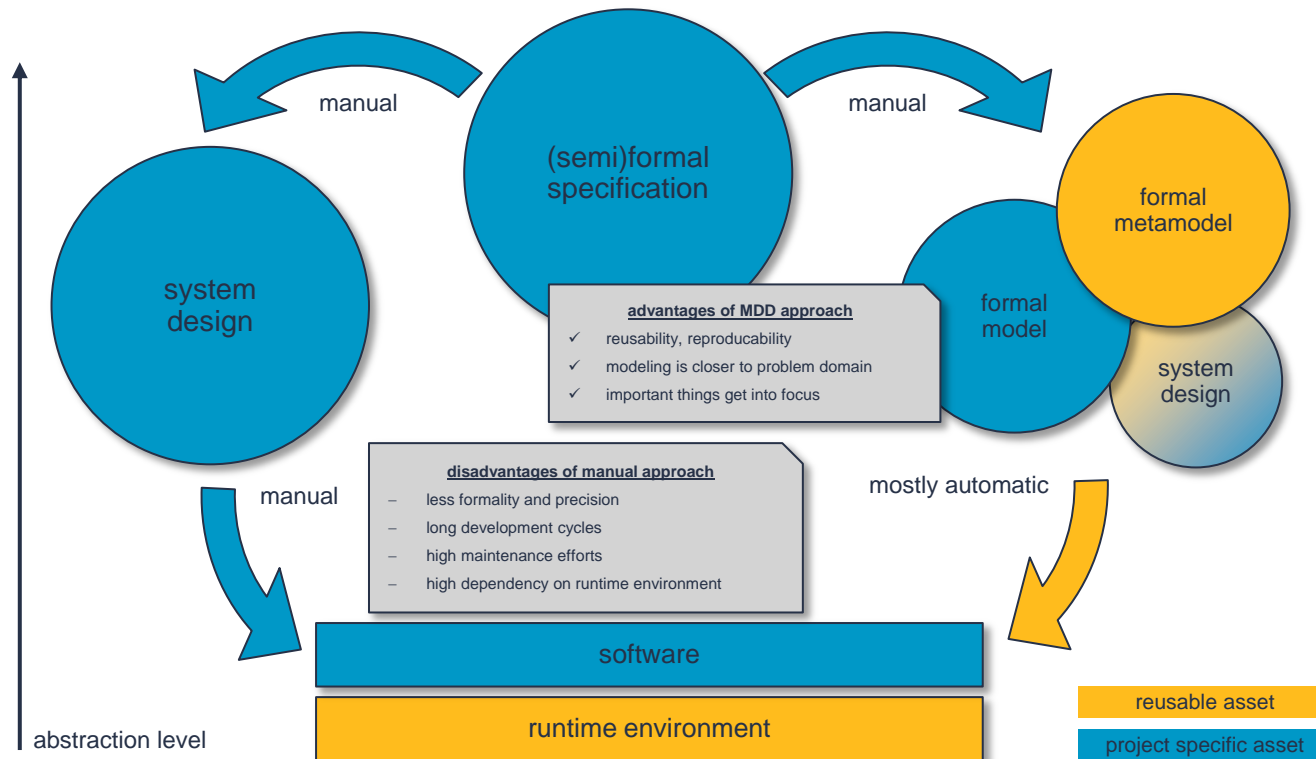 manual
manual
(semi)formal
specification
formal
metamodel
system
design
formal
model
system
design
advantages of MDD approach
✓ reusability, reproducability
✓ modeling is closer to problem domain
✓ important things get into focus
disadvantages of manual approach
– less formality and precision
– long development cycles
– high maintenance efforts
– high dependency on runtime environment
manual
mostly automatic
software
runtime environment
abstraction level
reusable asset
project specific asset